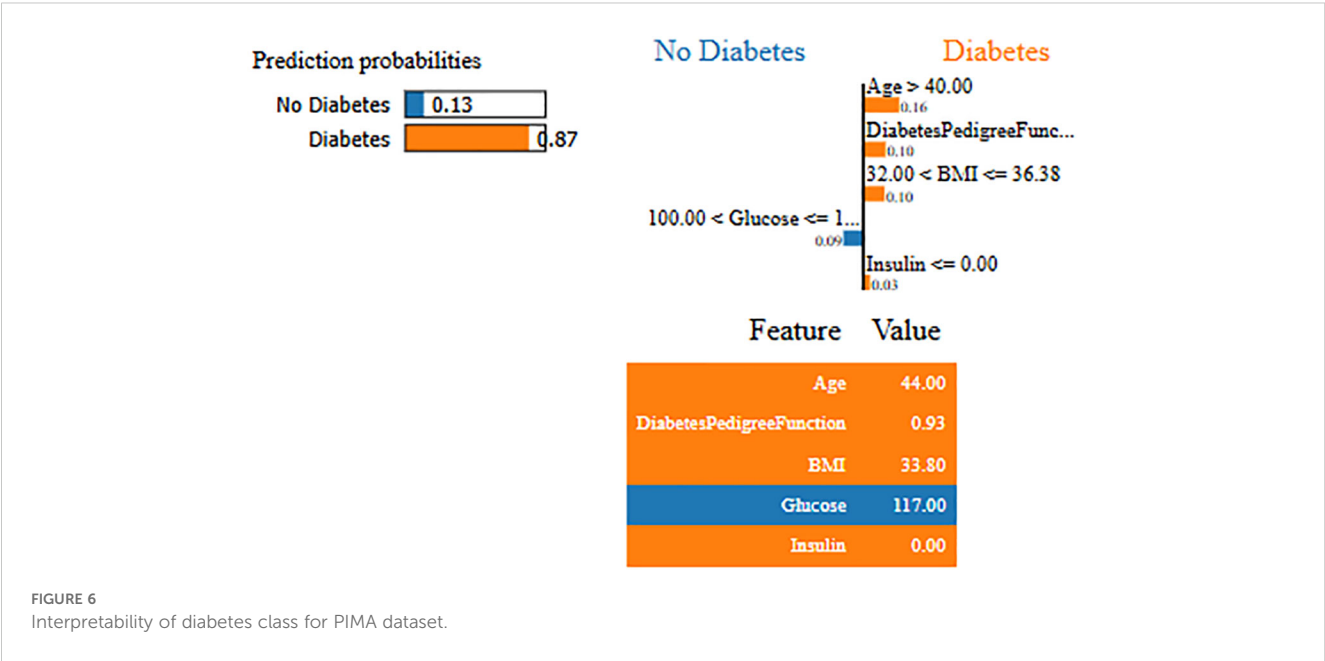 Prediction probabilities
No Diabetes 0.13
Diabetes 0.87
No Diabetes Diabetes
Age > 40.00
0.16
DiabetesPedigreeFunc...
0.10
32.00 < BMI <= 36.38
0.10
100.00 < Glucose <= 1...
0.09
Insulin <= 0.00
0.03
Feature Value
Age 44.00
DiabetesPedigreeFunction 0.93
BMI 33.80
Glucose 117.00
Insulin 0.00
FIGURE 6
Interpretability of diabetes class for PIMA dataset.